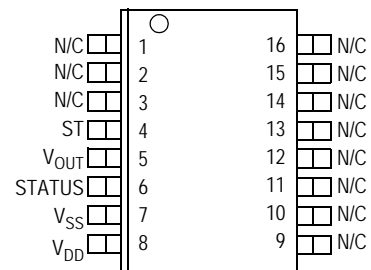 N/C 1 16 N/C
N/C 2 15 N/C
N/C 3 14 N/C
ST 4 13 N/C
VOUT 5 12 N/C
STATUS 6 11 N/C
VSS 7 10 N/C
VDD 8 9 N/C